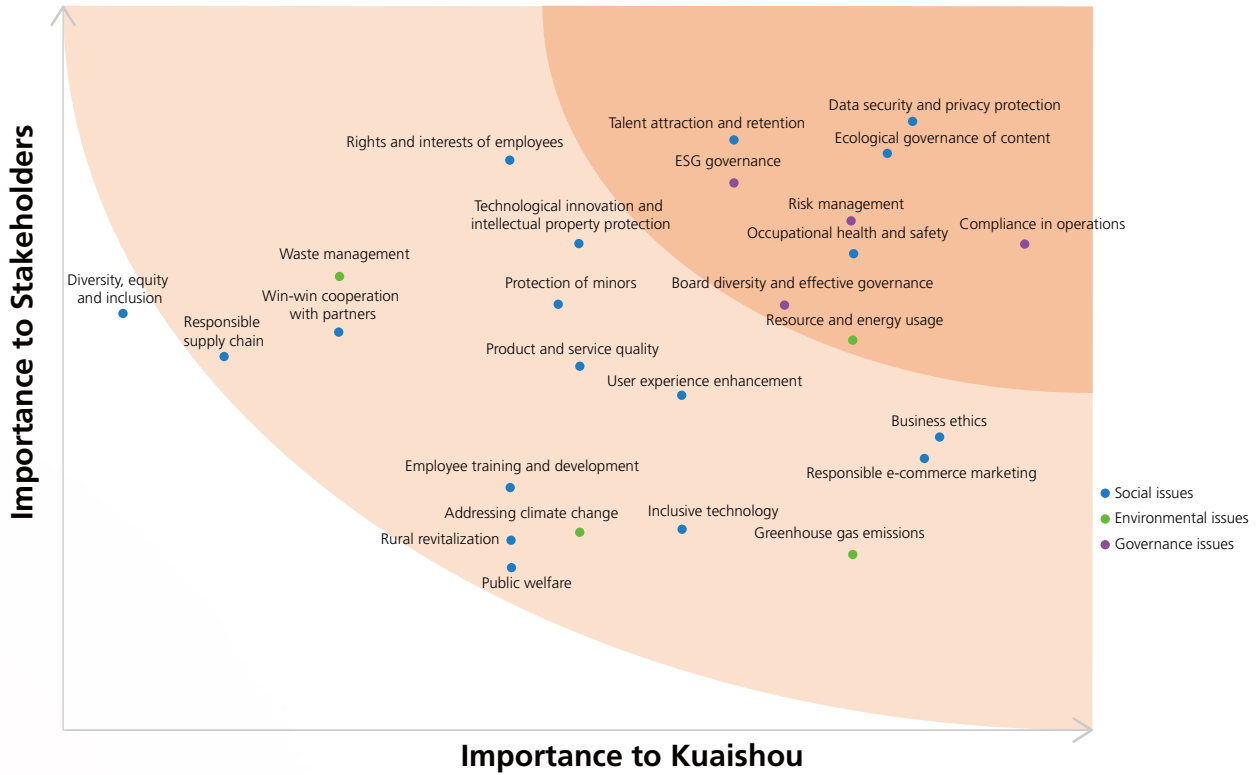 Importance to Stakeholders
Data security and privacy protection
Talent attraction and retention
Ecological governance of content
Rights and interests of employees
ESG governance
Risk management
Technological innovation and
intellectual property protection
Compliance in operations
Occupational health and safety
Waste management
Diversity, equity
and inclusion
Protection of minors
Board diversity and effective governance
Win-win cooperation
with partners
Resource and energy usage
Responsible
supply chain
Product and service quality
User experience enhancement
Business ethics
Employee training and development
Responsible e-commerce marketing
Social issues
Environmental issues
Governance issues
Addressing climate change
Inclusive technology
Greenhouse gas emissions
Rural revitalization
Public welfare
Importance to Kuaishou